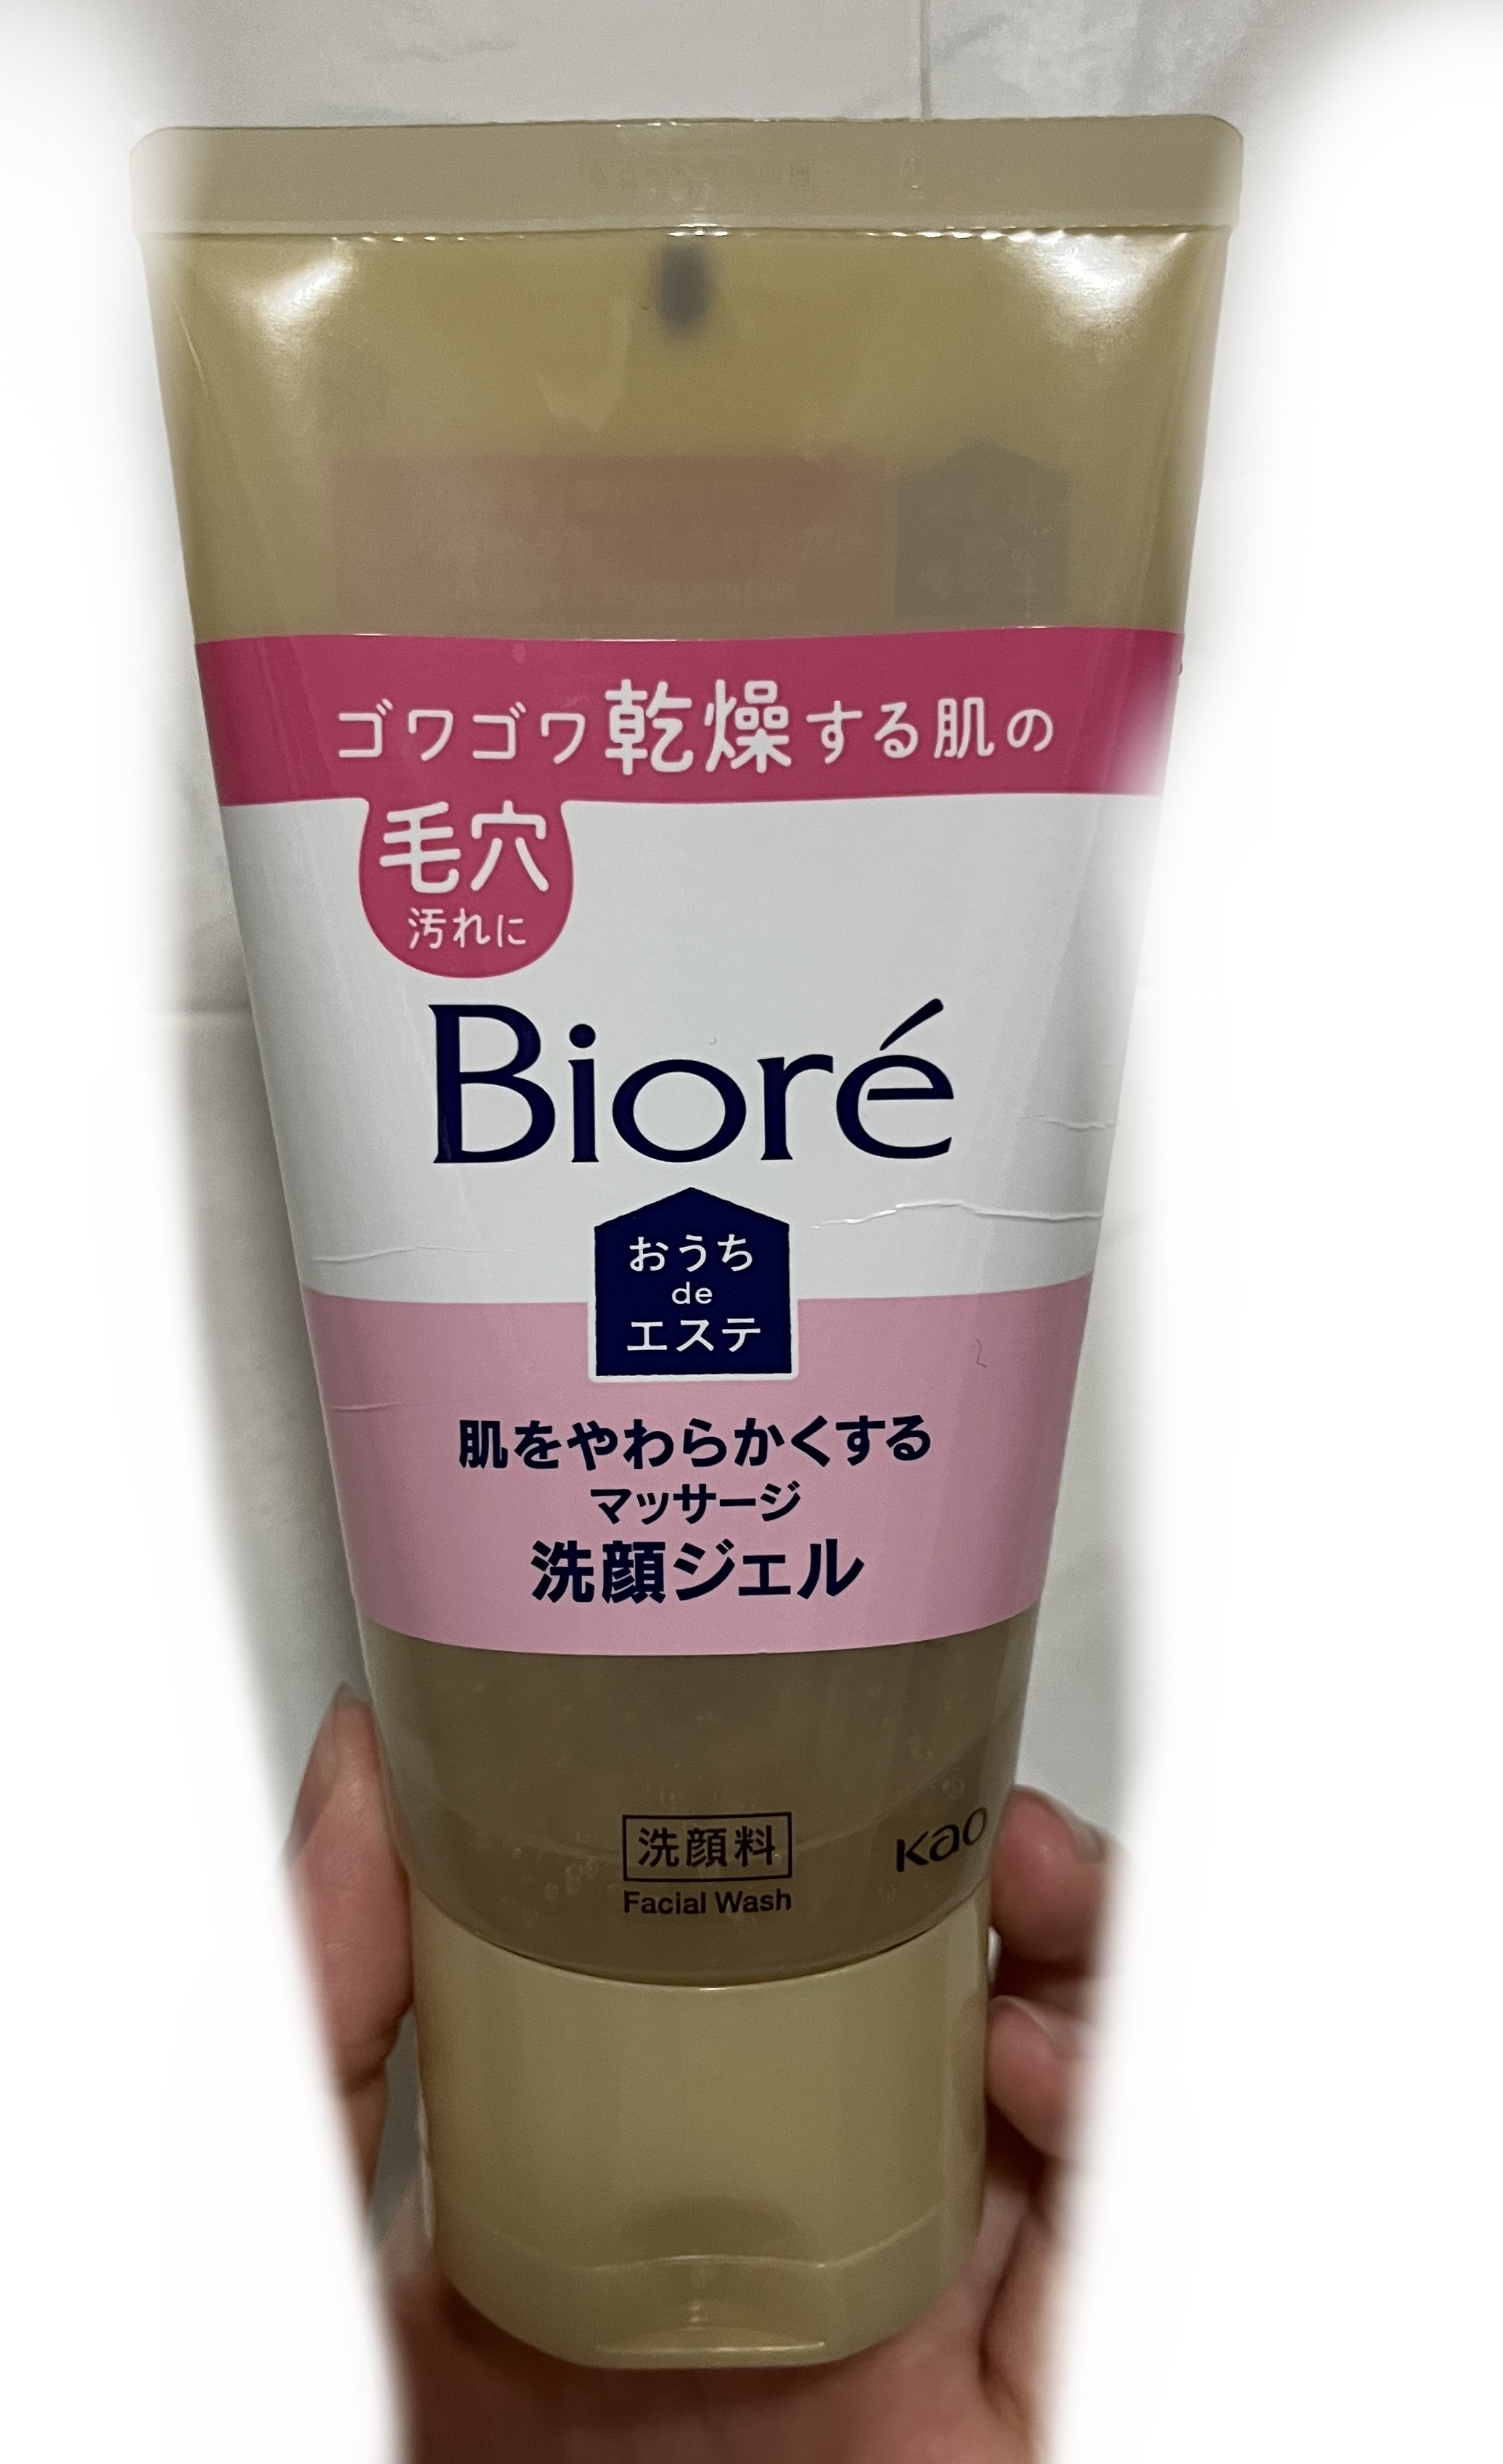 ゴワゴワ乾燥する肌の
毛穴
汚れに
Bioré
おうち
de
エステ
肌をやわらかくする
マッサージ
洗顔ジェル
洗顔料
Facial Wash
Kao